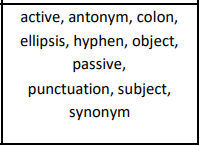 active, antonym, colon,
ellipsis, hyphen, object,
passive,
punctuation, subject,
synonym